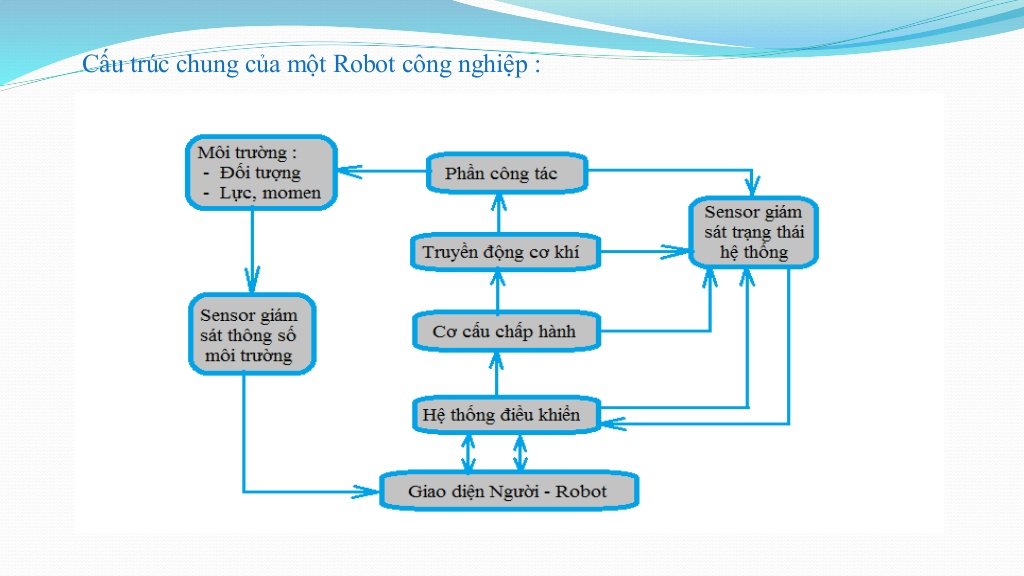 Cấu trúc chung của một Robot công nghiệp :
Môi trường :
- Đối tượng
- Lực, momen
Phần công tác
Sensor giám
sát trạng thái
hệ thống
Truyền động cơ khí
Sensor giám
sát thông số
môi trường
Cơ cấu chấp hành
Hệ thống điều khiển
Giao diện Người - Robot